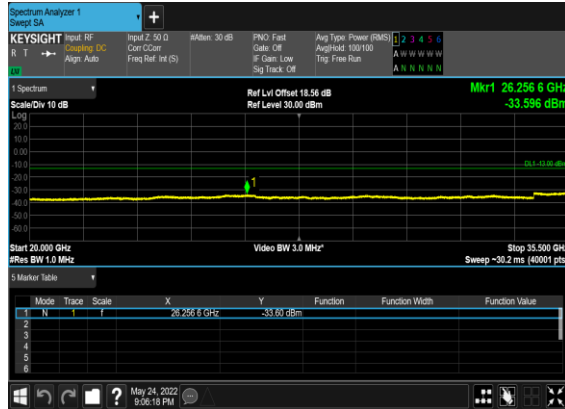 Spectrum Analyzer 1
Swept SA
+
KEYSIGHT Input: RF Input Z: 50 Ω #Atten: 30 dB PNO: Fast Avg Type: Power (RMS) 1 2 3 4 5 6
R T Coupling: DC Corr CCorr Gate: Off Avg|Hold: 100/100 A W W W W W
Align: Auto Freq Ref: Int (S) IF Gain: Low Trig: Free Run
Sig Track: Off A N N N N N
1 Spectrum Ref Lvl Offset 18.56 dB Mkr1 26.256 6 GHz
Scale/Div 10 dB Ref Level 30.00 dBm -33.596 dBm
Log
20.0
10.0
0.00
-10.0 DL1 -13.00 dBm
-20.0 1
-30.0
-40.0
-50.0
-60.0
Start 20.000 GHz Video BW 3.0 MHz* Stop 35.500 GHz
#Res BW 1.0 MHz Sweep ~30.2 ms (40001 pts)
5 Marker Table
Mode Trace Scale X Y Function Function Width Function Value
1 N 1 f 26.256 6 GHz -33.60 dBm
2
3
4
5
6
? May 24, 2022
9:06:18 PM